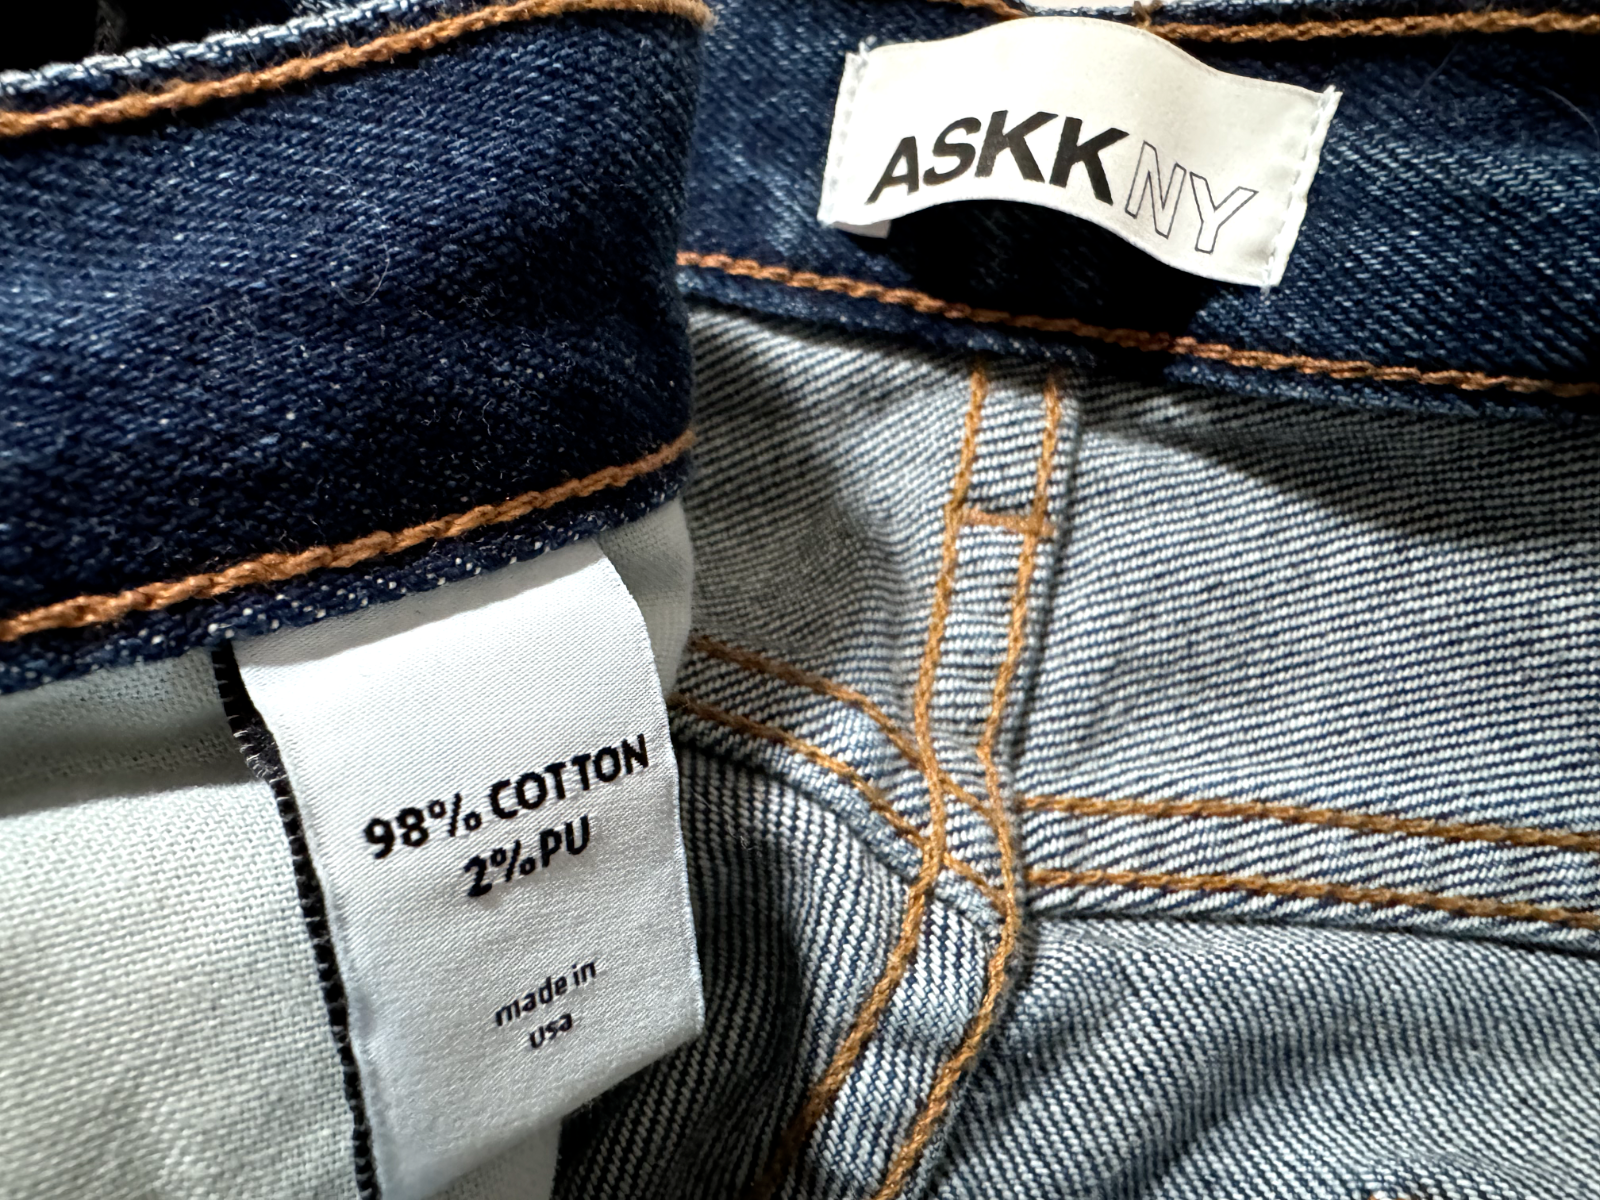 ASKKNY
98% COTTON
2% PU
made in
usa